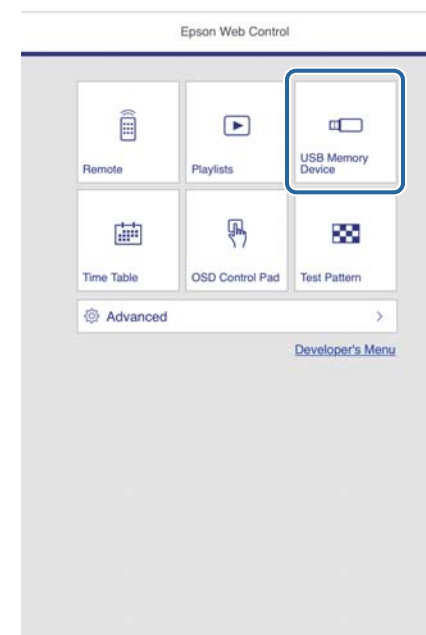 Epson Web Control
Remote
Playlists
USB Memory
Device
Time Table
OSD Control Pad
Test Pattern
Advanced
Developer's Menu